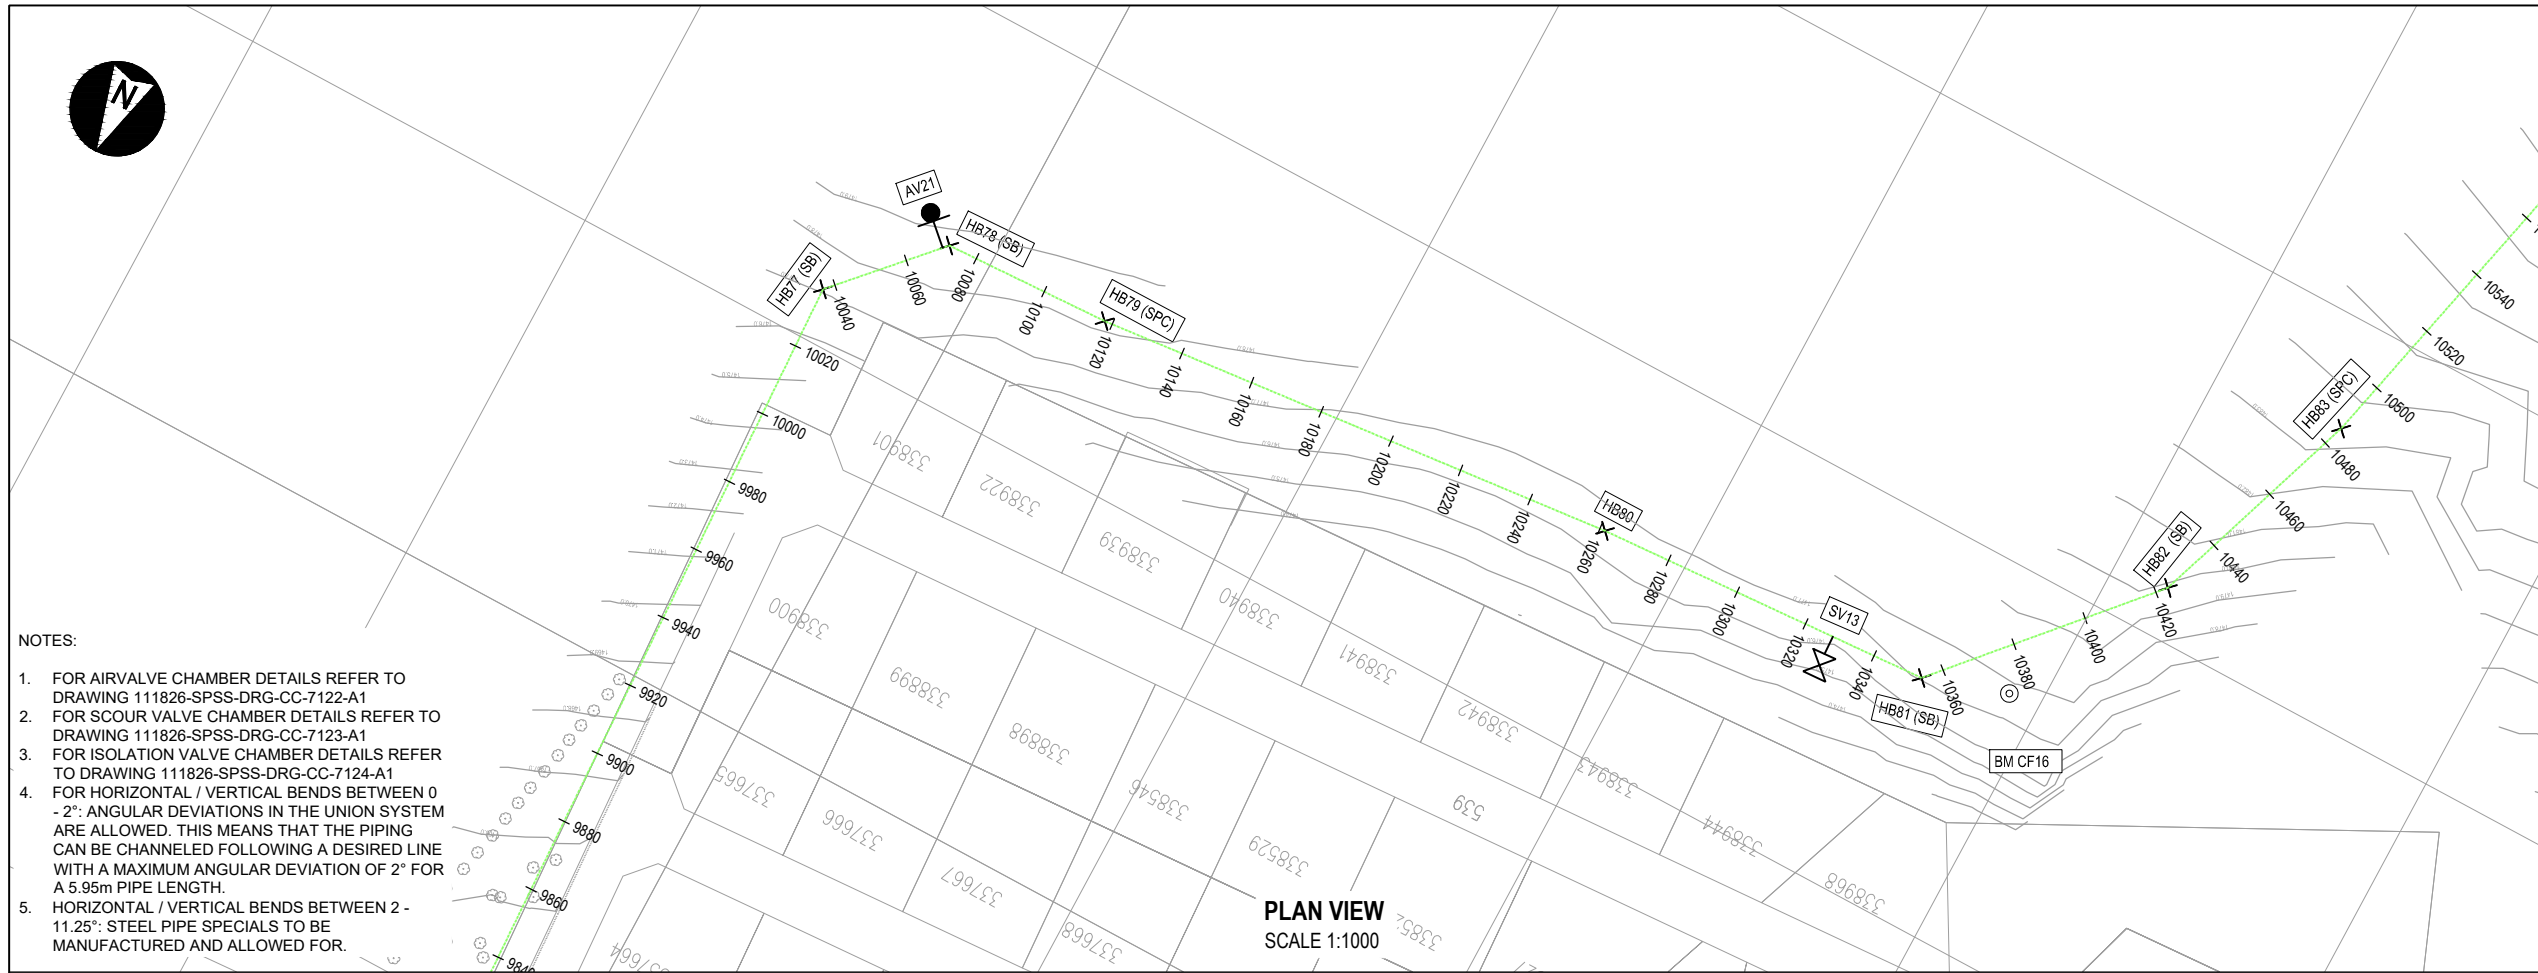 N
AV21
HB78 (SB)
HB77 (SB)
HB79 (SPC)
HB80
SV13
HB81 (SB)
HB82 (SB)
HB83 (SPC)
BM CF16
9860
9880
9900
9920
9940
9960
9980
10000
10020
10040
10060
10080
10100
10120
10140
10160
10180
10200
10220
10240
10260
10280
10300
10320
10340
10360
10380
10400
10420
10440
10460
10480
10500
10520
10540
338901
338922
338939
338940
338941
338942
338943
338944
338968
338900
338899
338898
338546
338529
539
337665
337666
337667
337668
337664
NOTES:
1. FOR AIRVALVE CHAMBER DETAILS REFER TO
DRAWING 111826-SPSS-DRG-CC-7122-A1
2. FOR SCOUR VALVE CHAMBER DETAILS REFER TO
DRAWING 111826-SPSS-DRG-CC-7123-A1
3. FOR ISOLATION VALVE CHAMBER DETAILS REFER
TO DRAWING 111826-SPSS-DRG-CC-7124-A1
4. FOR HORIZONTAL / VERTICAL BENDS BETWEEN 0
- 2°: ANGULAR DEVIATIONS IN THE UNION SYSTEM
ARE ALLOWED. THIS MEANS THAT THE PIPING
CAN BE CHANNELED FOLLOWING A DESIRED LINE
WITH A MAXIMUM ANGULAR DEVIATION OF 2° FOR
A 5.95m PIPE LENGTH.
5. HORIZONTAL / VERTICAL BENDS BETWEEN 2 -
11.25°: STEEL PIPE SPECIALS TO BE
MANUFACTURED AND ALLOWED FOR.
PLAN VIEW
SCALE 1:1000